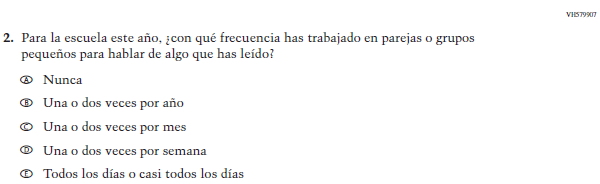 VH579907
2. Para la escuela este año, ¿con qué frecuencia has trabajado en parejas o grupos
pequeños para hablar de algo que has leído?
A Nunca
B Una o dos veces por año
C Una o dos veces por mes
D Una o dos veces por semana
E Todos los días o casi todos los días